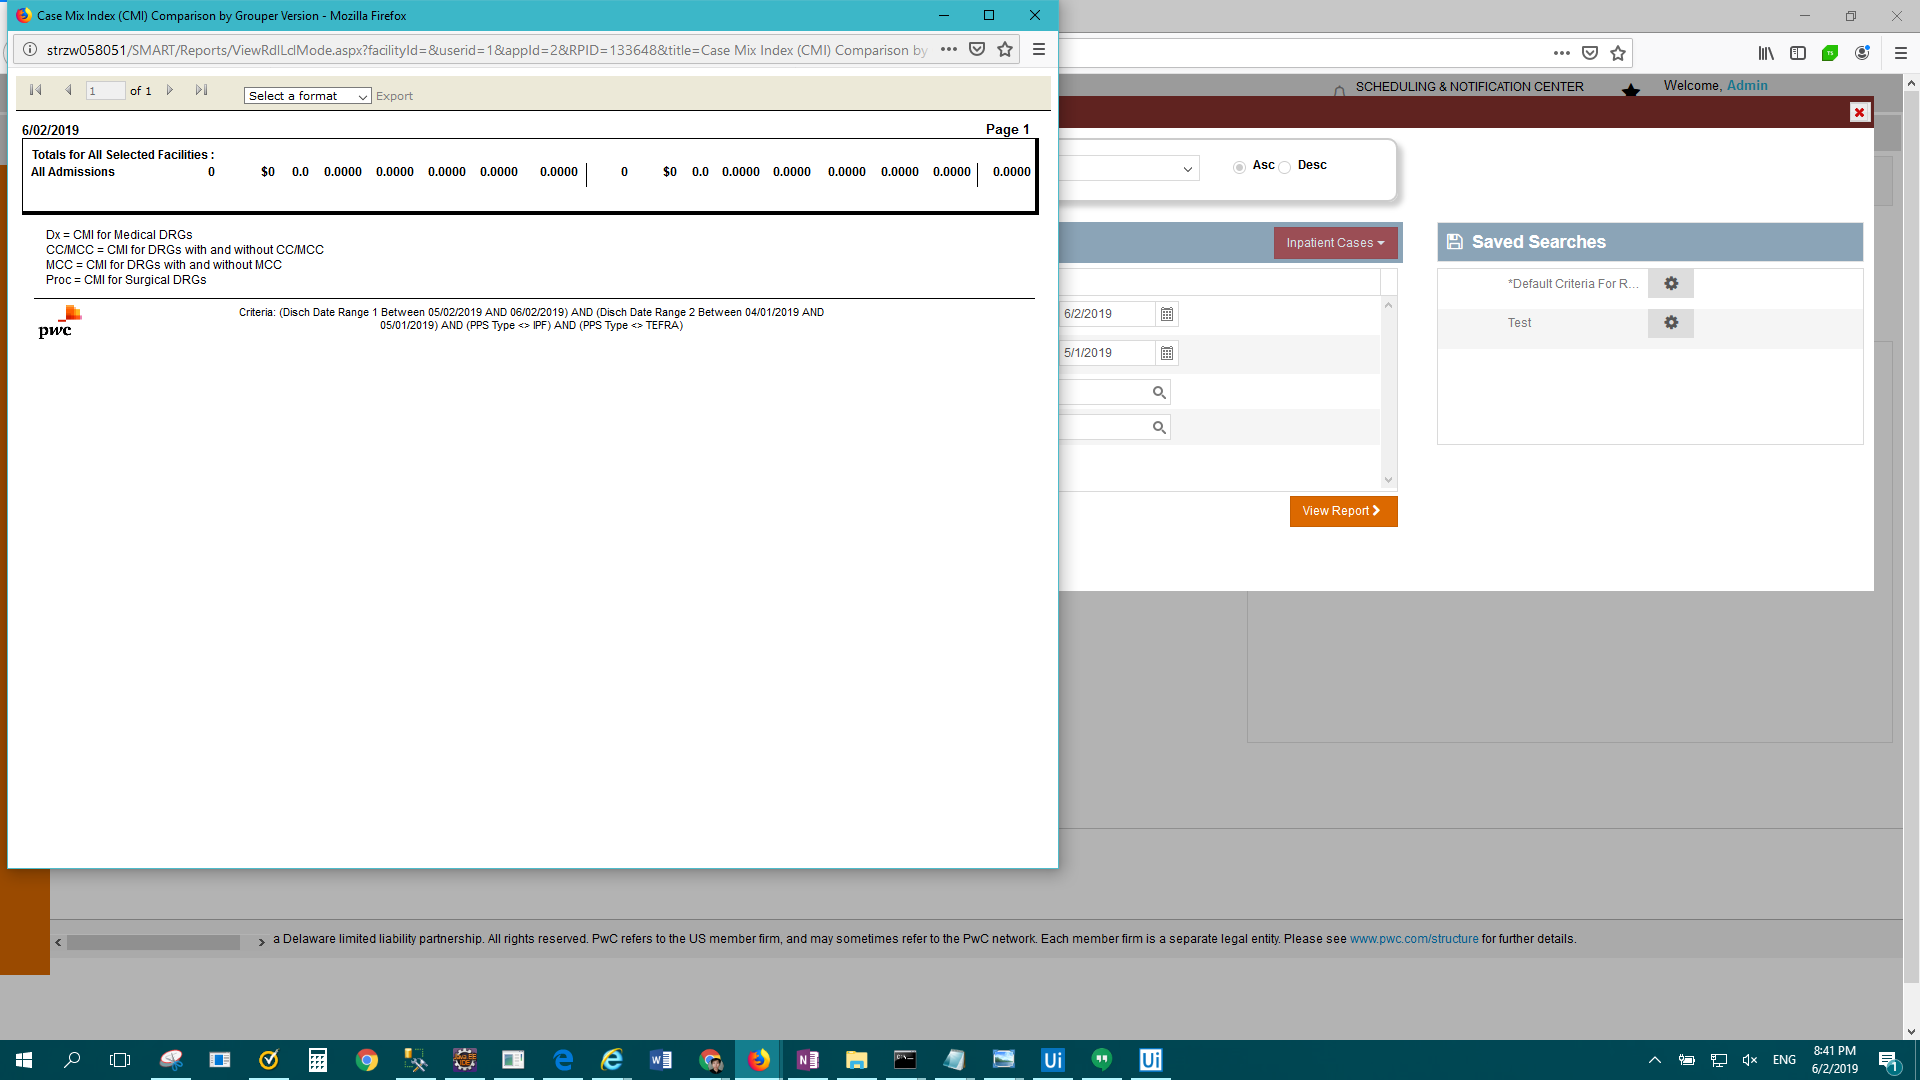 Case Mix Index (CMI) Comparison by Grouper Version - Mozilla Firefox
strzw058051/SMART/Reports/ViewRdlLclMode.aspx?facilityId=&userid=1&appId=2&RPID=133648&title=Case Mix Index (CMI) Comparison by
1 of 1 Select a format Export
6/02/2019 Page 1
Totals for All Selected Facilities :
All Admissions 0 $0 0.0 0.0000 0.0000 0.0000 0.0000 0.0000 0 $0 0.0 0.0000 0.0000 0.0000 0.0000 0.0000 0.0000
Dx = CMI for Medical DRGs
CC/MCC = CMI for DRGs with and without CC/MCC
MCC = CMI for DRGs with and without MCC
Proc = CMI for Surgical DRGs
pwc
Criteria: (Disch Date Range 1 Between 05/02/2019 AND 06/02/2019) AND (Disch Date Range 2 Between 04/01/2019 AND
05/01/2019) AND (PPS Type <> IPF) AND (PPS Type <> TEFRA)
SCHEDULING & NOTIFICATION CENTER
Welcome, Admin
Asc Desc
Inpatient Cases
6/2/2019
5/1/2019
View Report
Saved Searches
*Default Criteria For R...
Test
a Delaware limited liability partnership. All rights reserved. PwC refers to the US member firm, and may sometimes refer to the PwC network. Each member firm is a separate legal entity. Please see www.pwc.com/structure for further details.
ENG
8:41 PM
6/2/2019
1